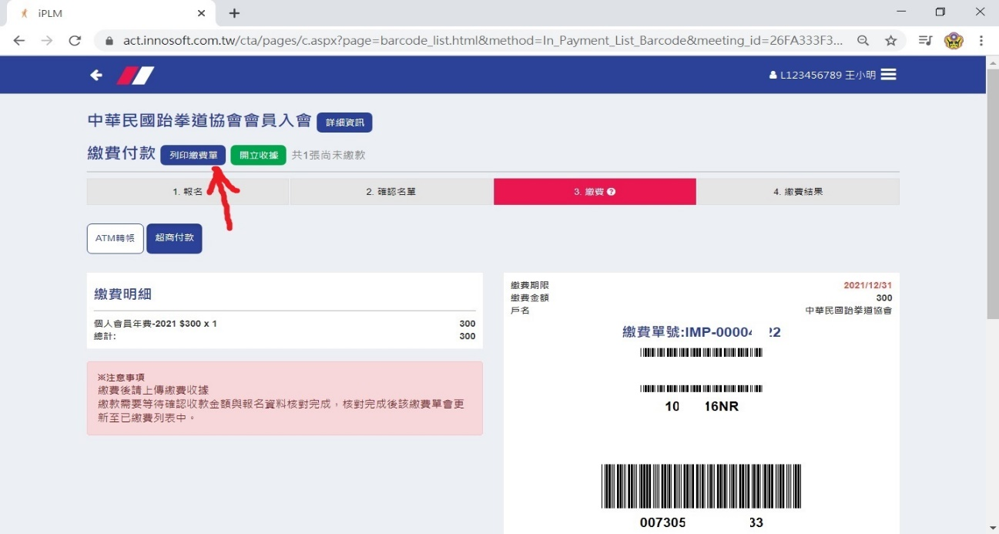 iPLM
act.innosoft.com.tw/cta/pages/c.aspx?page=barcode_list.html&method=In_Payment_List_Barcode&meeting_id=26FA333F3...
L123456789 王小明
中華民國跆拳道協會會員入會 詳細資訊
繳費付款 列印繳費單 開立收據 共1張尚未繳款
1. 報名 2. 確認名單 3. 繳費 4. 繳費結果
ATM轉帳 超商付款
繳費明細
個人會員年費-2021 $300 x 1 300
總計: 300
※注意事項
繳費後請上傳繳費收據
繳款需要等待確認收款金額與報名資料核對完成，核對完成後該繳費單會更
新至已繳費列表中。
繳費期限 2021/12/31
繳費金額 300
戶名 中華民國跆拳道協會
繳費單號:IMP-00004 22
10 16NR
007305 33